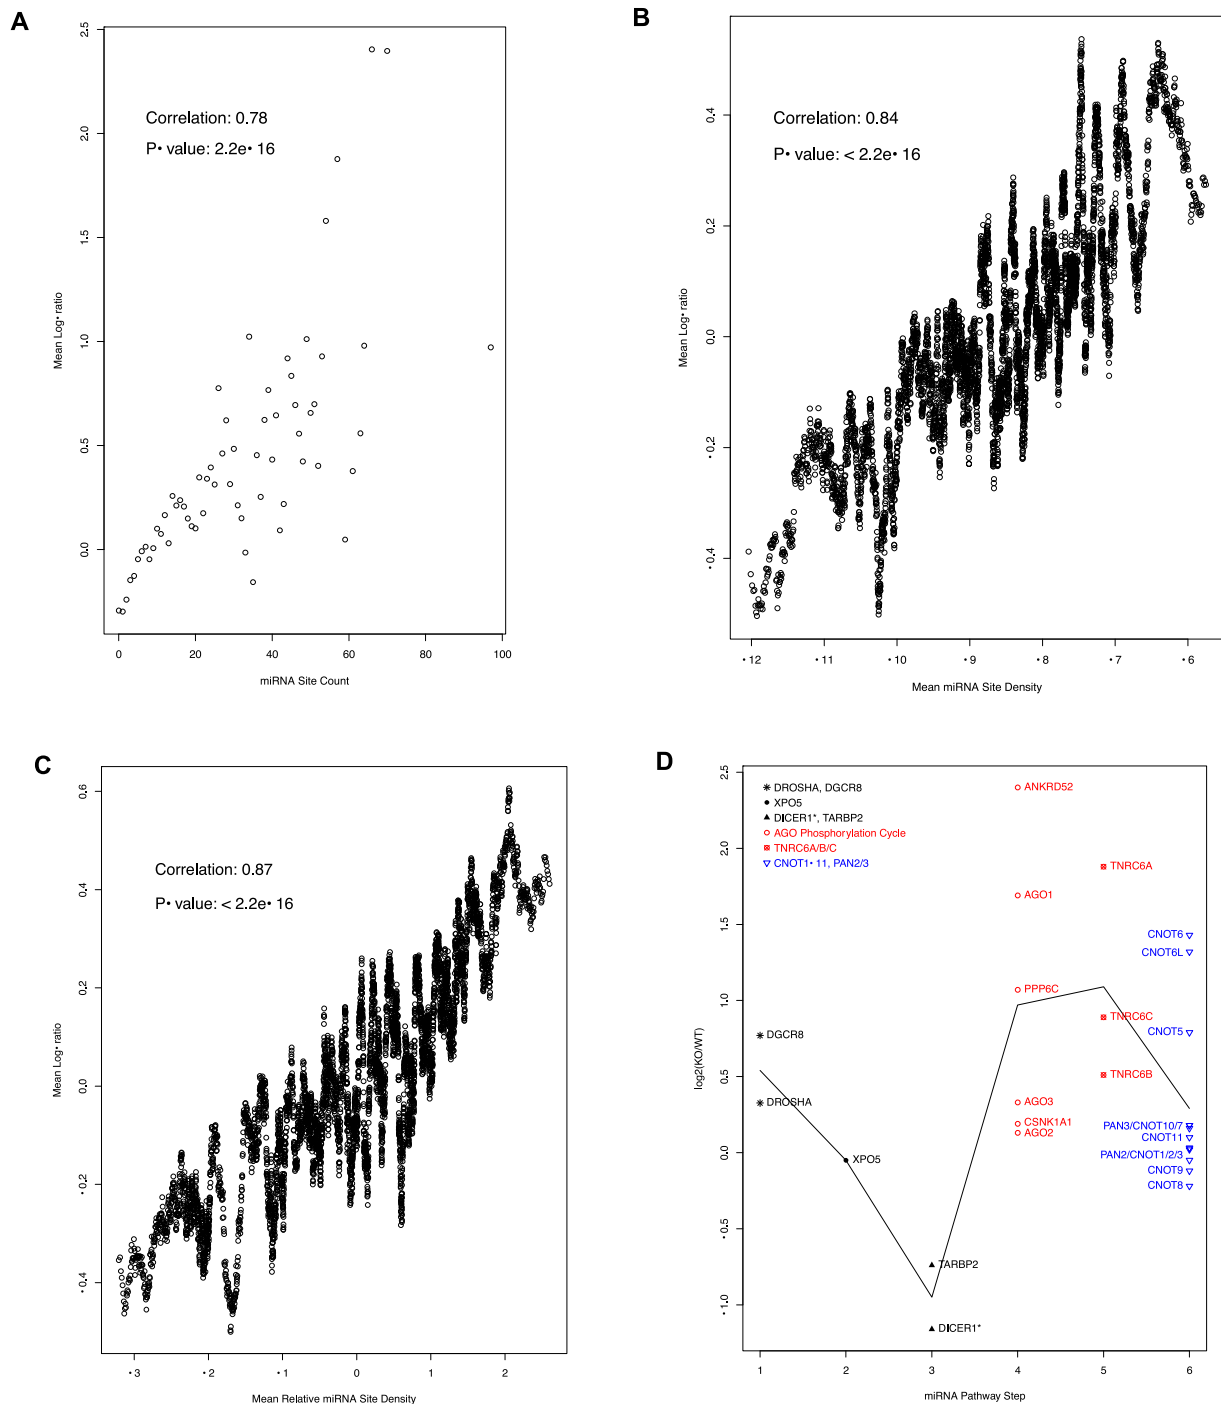 A
Correlation: 0.78
P• value: 2.2e• 16
Mean Log• ratio
2.5
2.0
1.5
1.0
0.5
0.0
0 20 40 60 80 100
miRNA Site Count
B
Correlation: 0.84
P• value: < 2.2e• 16
Mean Log• ratio
0.4
0.2
0.0
• 0.2
• 0.4
• 12 • 11 • 10 • 9 • 8 • 7 • 6
Mean miRNA Site Density
C
Correlation: 0.87
P• value: < 2.2e• 16
Mean Log• ratio
0.6
0.4
0.2
0.0
• 0.2
• 0.4
• 3 • 2 • 1 0 1 2
Mean Relative miRNA Site Density
D
DROSHA, DGCR8
XPO5
DICER1*, TARBP2
AGO Phosphorylation Cycle
TNRC6A/B/C
CNOT1• 11, PAN2/3
log2(KO/WT)
2.5
2.0
1.5
1.0
0.5
0.0
• 0.5
• 1.0
DGCR8
DROSHA
XPO5
TARBP2
DICER1*
ANKRD52
AGO1
PPP6C
AGO3
CSNK1A1
AGO2
TNRC6A
TNRC6C
TNRC6B
CNOT6
CNOT6L
CNOT5
PAN3/CNOT10/7
CNOT11
PAN2/CNOT1/2/3
CNOT9
CNOT8
1 2 3 4 5 6
miRNA Pathway Step